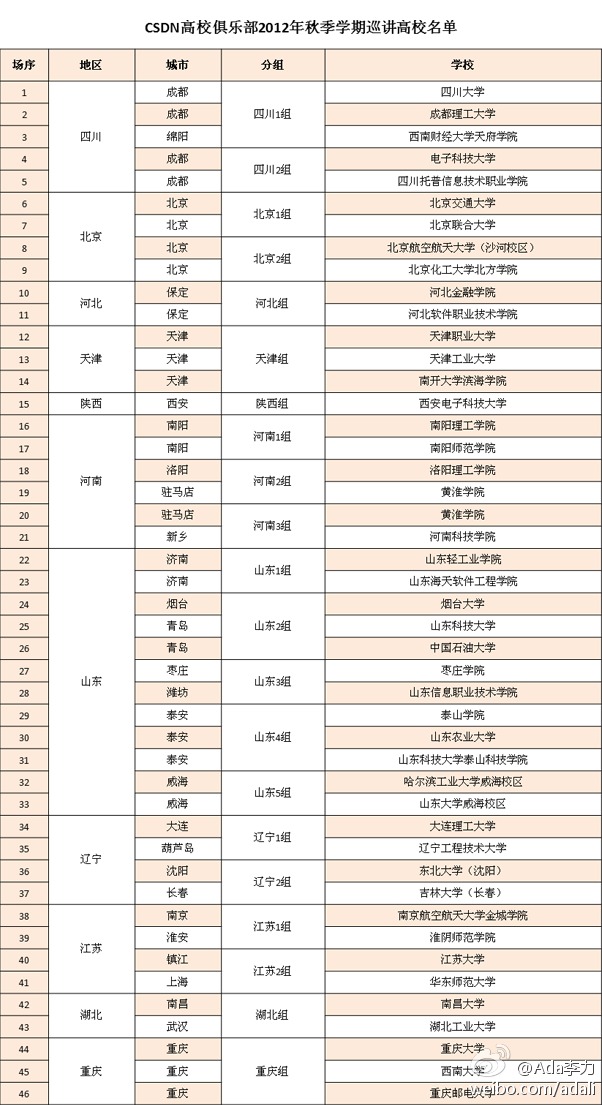 CSDN高校俱乐部2012年秋季学期巡讲高校名单
场序 地区 城市 分组 学校
1 四川 成都 四川1组 四川大学
2 成都 成都理工大学
3 绵阳 西南财经大学天府学院
4 成都 四川2组 电子科技大学
5 成都 四川托普信息技术职业学院
6 北京 北京 北京1组 北京交通大学
7 北京 北京联合大学
8 北京 北京2组 北京航空航天大学（沙河校区）
9 北京 北京化工大学北方学院
10 河北 保定 河北组 河北金融学院
11 保定 河北软件职业技术学院
12 天津 天津 天津组 天津职业大学
13 天津 天津工业大学
14 天津 南开大学滨海学院
15 陕西 西安 陕西组 西安电子科技大学
16 河南 南阳 河南1组 南阳理工学院
17 南阳 南阳师范学院
18 洛阳 河南2组 洛阳理工学院
19 驻马店 黄淮学院
20 驻马店 河南3组 黄淮学院
21 新乡 河南科技学院
22 山东 济南 山东1组 山东轻工业学院
23 济南 山东海天软件工程学院
24 烟台 山东2组 烟台大学
25 青岛 山东科技大学
26 青岛 中国石油大学
27 枣庄 山东3组 枣庄学院
28 潍坊 山东信息职业技术学院
29 泰安 山东4组 泰山学院
30 泰安 山东农业大学
31 泰安 山东科技大学泰山科技学院
32 威海 山东5组 哈尔滨工业大学威海校区
33 威海 山东大学威海校区
34 辽宁 大连 辽宁1组 大连理工大学
35 葫芦岛 辽宁工程技术大学
36 沈阳 辽宁2组 东北大学（沈阳）
37 长春 吉林大学（长春）
38 江苏 南京 江苏1组 南京航空航天大学金城学院
39 淮安 淮阴师范学院
40 镇江 江苏2组 江苏大学
41 上海 华东师范大学
42 湖北 南昌 湖北组 南昌大学
43 武汉 湖北工业大学
44 重庆 重庆 重庆组 重庆大学
45 重庆 西南大学
46 重庆 重庆邮电大学
@Ada李力
weibo.com/adali